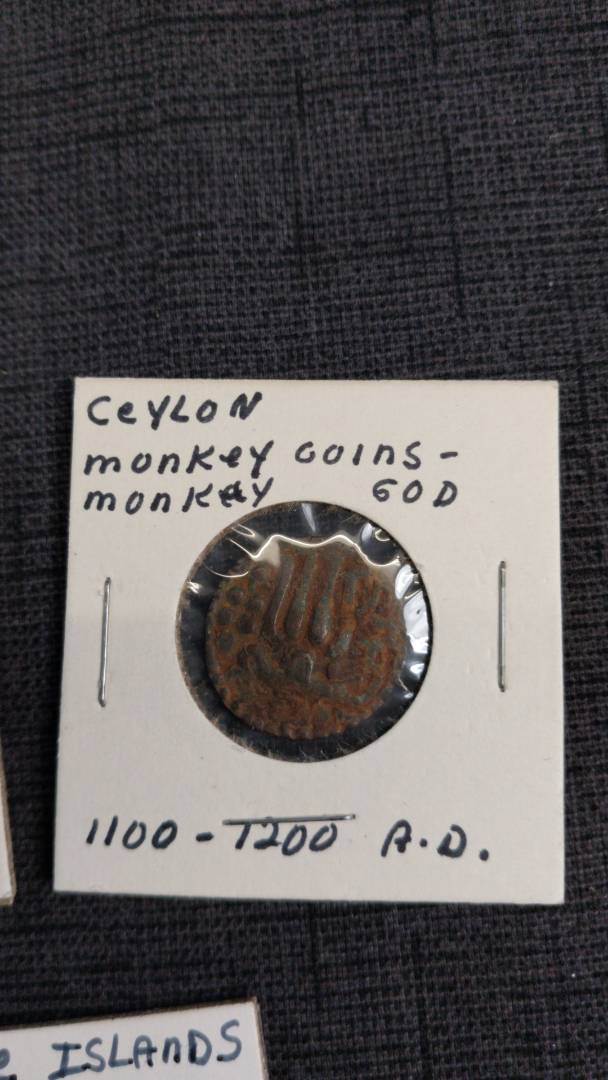 CeYLON
monkey coins -
monkey GOD
1100 - 1200 A.D.
ISLANDS